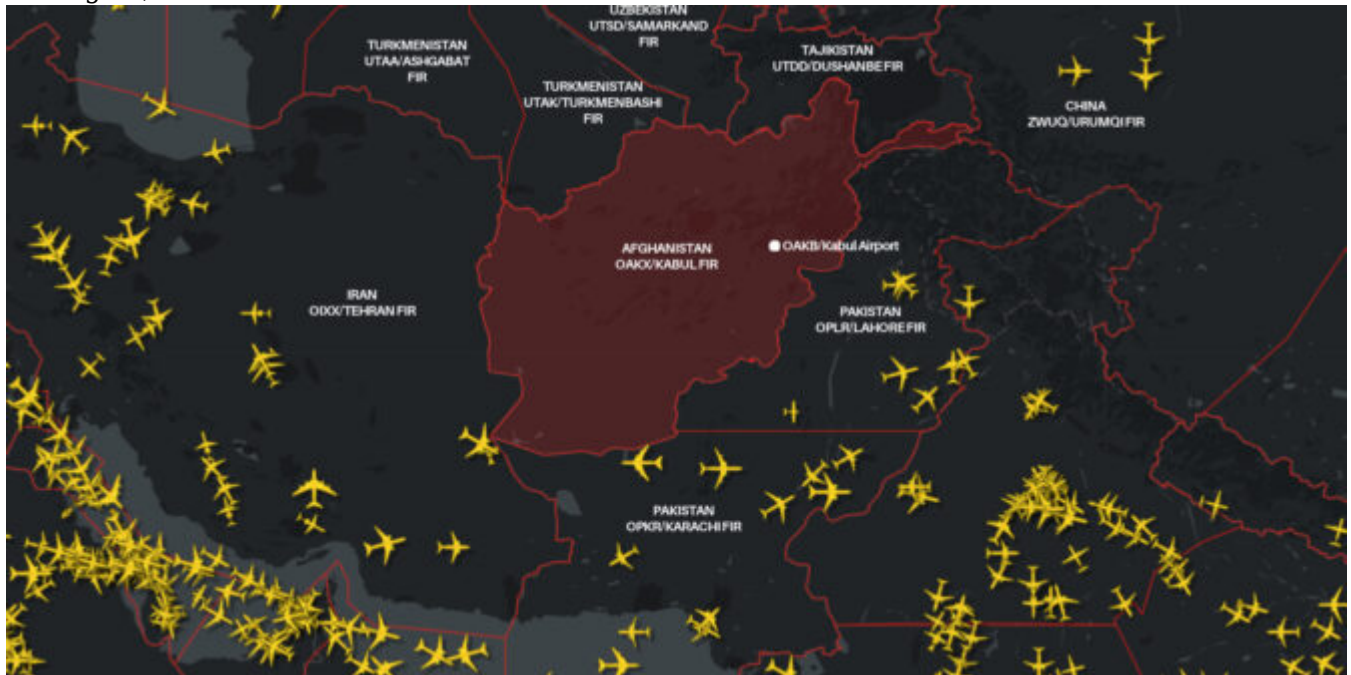 UZBEKISTAN
UTSD/SAMARKAND
FIR
TURKMENISTAN
UTAA/ASHGABAT
FIR
TAJIKISTAN
UTDD/DUSHANBE FIR
TURKMENISTAN
UTAK/TURKMENBASHI
FIR
CHINA
ZWUQ/URUMQI FIR
AFGHANISTAN
OAKX/KABUL FIR
OAKB/Kabul Airport
IRAN
OIXX/TEHRAN FIR
PAKISTAN
OPLR/LAHORE FIR
PAKISTAN
OPKR/KARACHI FIR